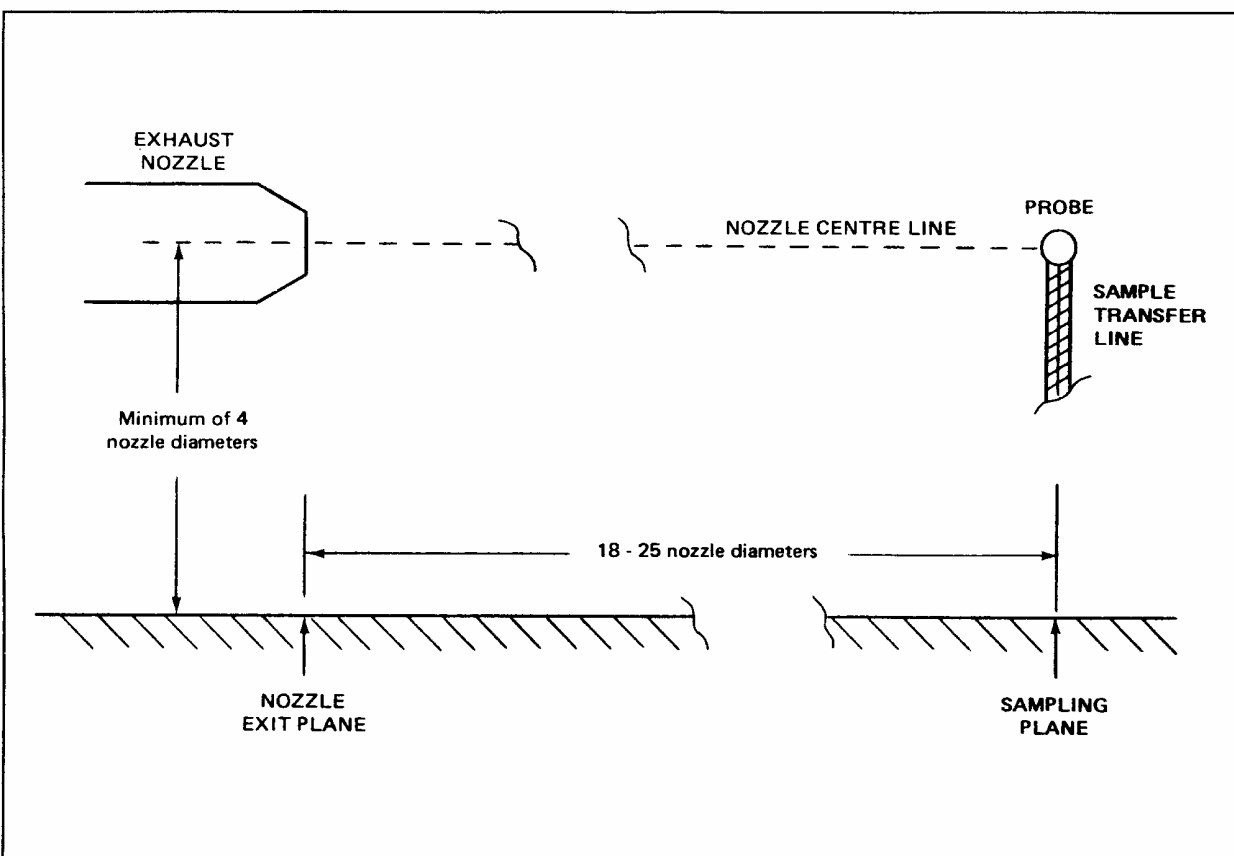 EXHAUST
NOZZLE
PROBE
NOZZLE CENTRE LINE
SAMPLE
TRANSFER
LINE
Minimum of 4
nozzle diameters
18 - 25 nozzle diameters
NOZZLE
EXIT PLANE
SAMPLING
PLANE